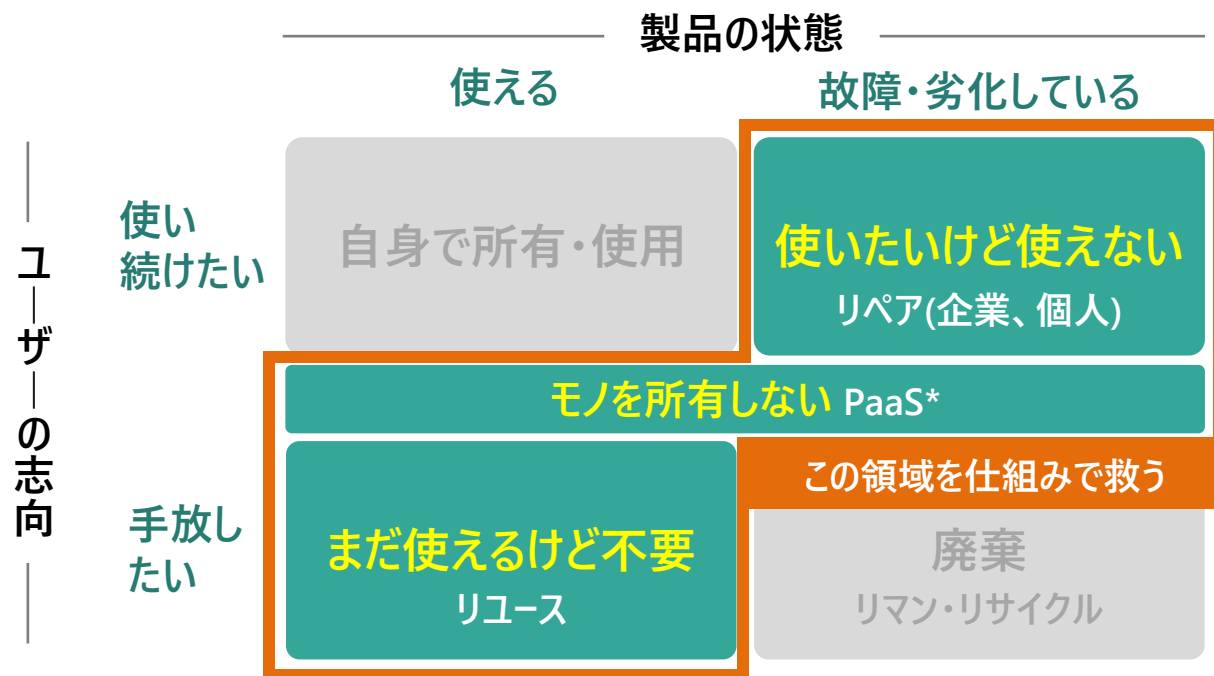 製品の状態
使える
故障・劣化している
ユーザーの志向
使い
続けたい
自身で所有・使用
使いたいけど使えない
リペア(企業、個人)
モノを所有しない PaaS*
この領域を仕組みで救う
手放し
たい
まだ使えるけど不要
リユース
廃棄
リマン・リサイクル